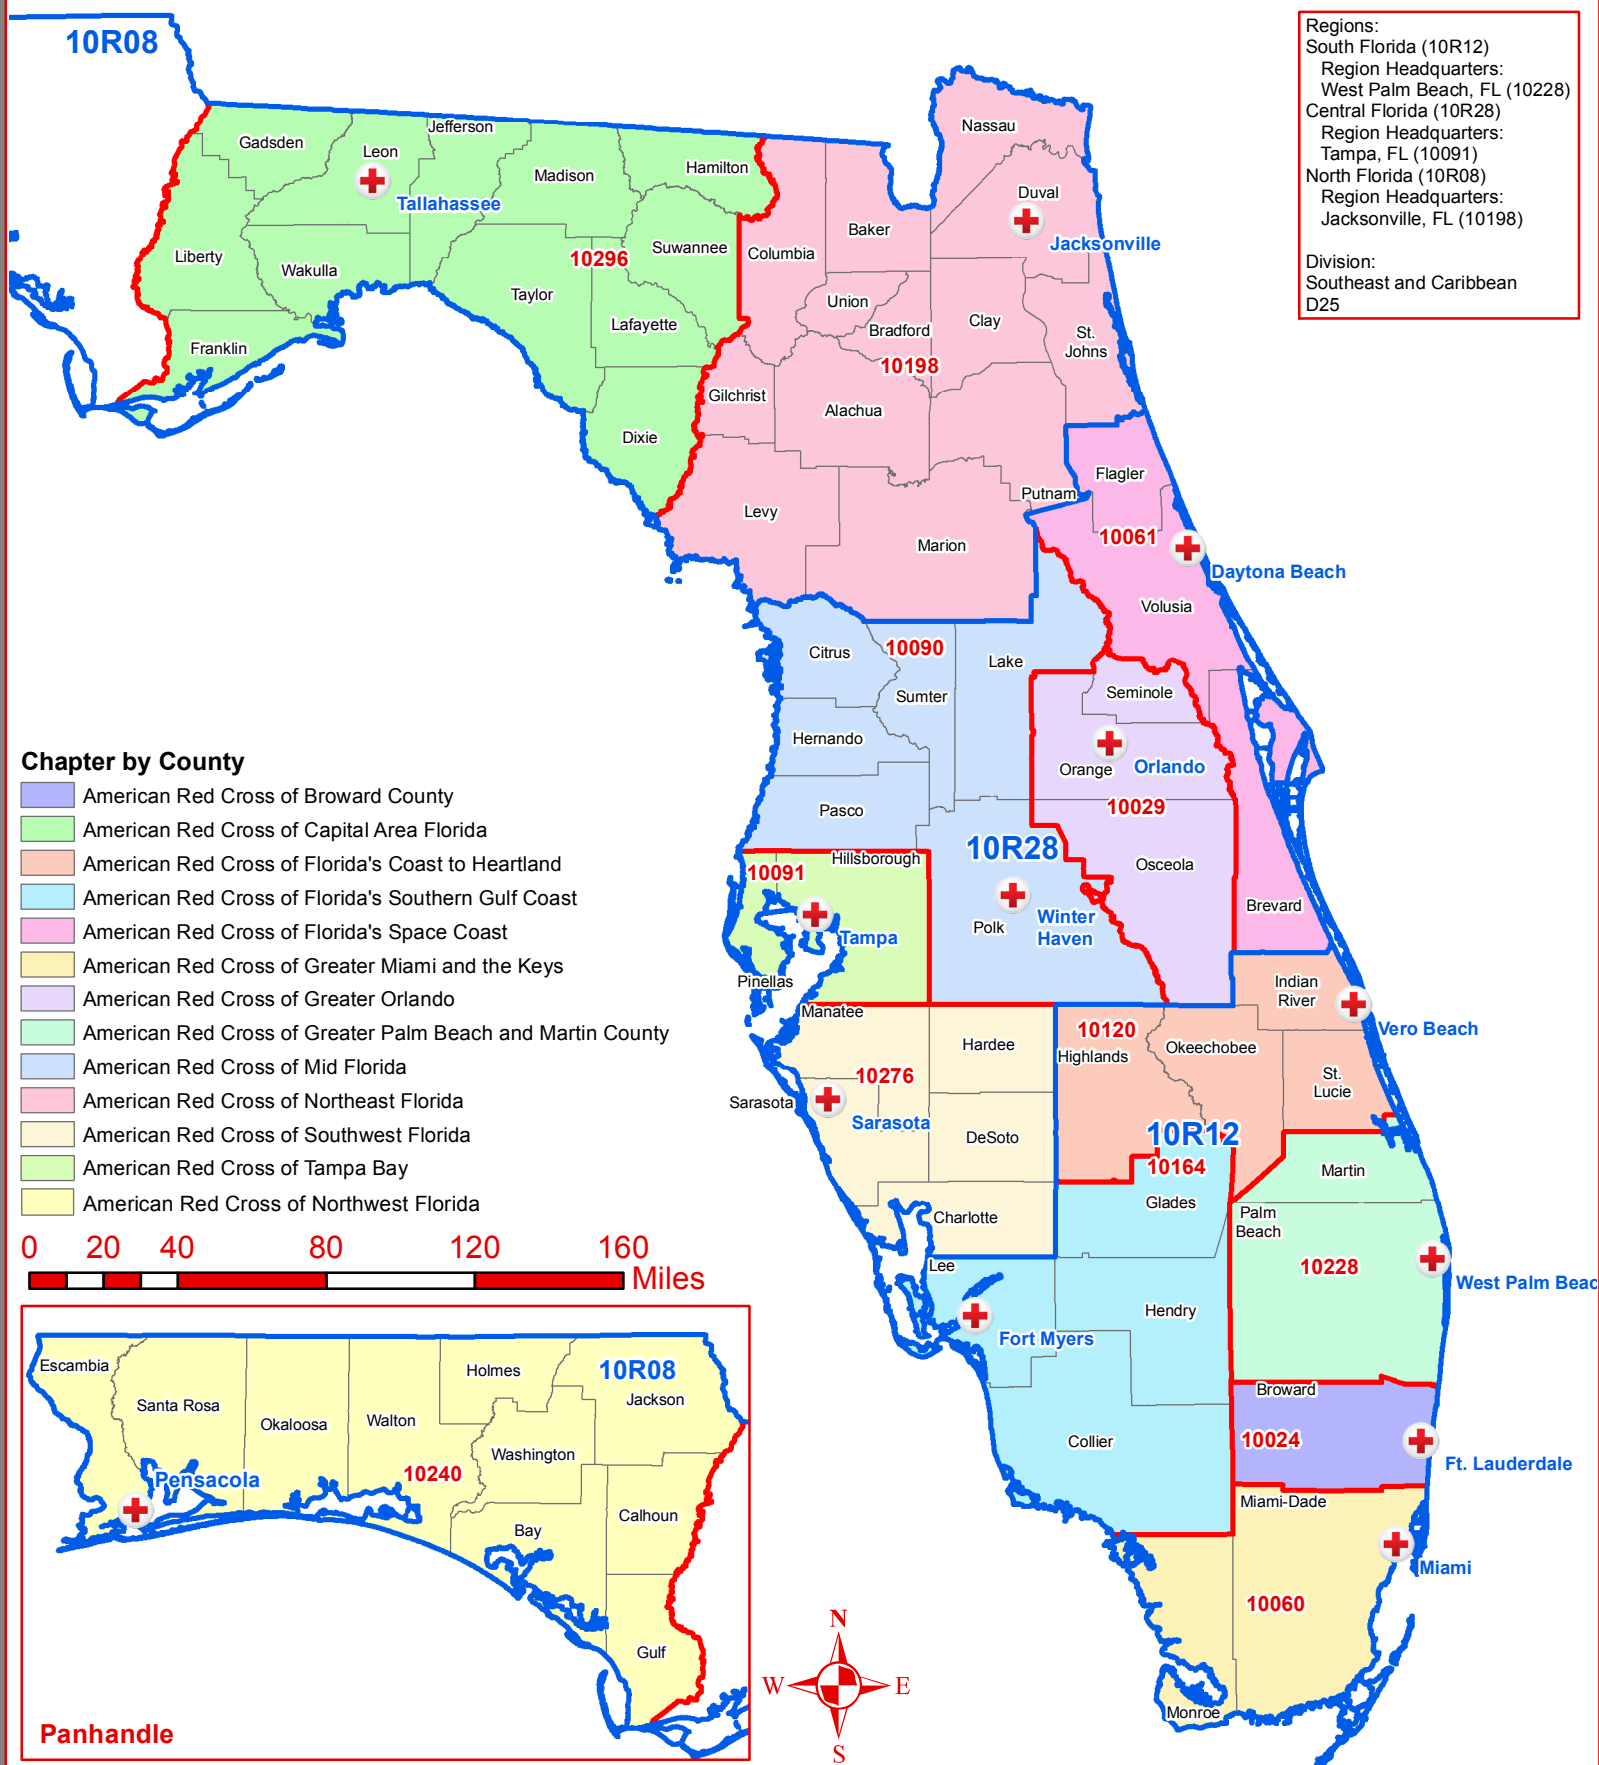 10R08
Regions:
South Florida (10R12)
Region Headquarters:
West Palm Beach, FL (10228)
Central Florida (10R28)
Region Headquarters:
Tampa, FL (10091)
North Florida (10R08)
Region Headquarters:
Jacksonville, FL (10198)
Division:
Southeast and Caribbean
D25
Gadsden
Leon
Jefferson
Madison
Hamilton
Tallahassee
Liberty
Wakulla
10296
Suwannee
Taylor
Lafayette
Franklin
Dixie
Nassau
Duval
Jacksonville
Baker
Columbia
Union
Bradford
Clay
St.
Johns
10198
Gilchrist
Alachua
Putnam
Levy
Marion
Flagler
10061
Daytona Beach
Volusia
Citrus
10090
Lake
Sumter
Seminole
Hernando
Orange
Orlando
Pasco
10029
10R28
Osceola
Hillsborough
10091
Tampa
Polk
Winter
Haven
Brevard
Pinellas
Indian
River
Vero Beach
Manatee
Hardee
10120
Highlands
Okeechobee
St.
Lucie
10276
Sarasota
Sarasota
DeSoto
10R12
10164
Martin
Glades
Charlotte
Palm
Beach
Lee
10228
West Palm Beac
Hendry
Fort Myers
Broward
10024
Ft. Lauderdale
Collier
Miami-Dade
Miami
10060
Monroe
Chapter by County
American Red Cross of Broward County
American Red Cross of Capital Area Florida
American Red Cross of Florida's Coast to Heartland
American Red Cross of Florida's Southern Gulf Coast
American Red Cross of Florida's Space Coast
American Red Cross of Greater Miami and the Keys
American Red Cross of Greater Orlando
American Red Cross of Greater Palm Beach and Martin County
American Red Cross of Mid Florida
American Red Cross of Northeast Florida
American Red Cross of Southwest Florida
American Red Cross of Tampa Bay
American Red Cross of Northwest Florida
0 20 40 80 120 160
Miles
Escambia
Santa Rosa
Okaloosa
Walton
Holmes
10R08
Jackson
Washington
10240
Pensacola
Calhoun
Bay
Gulf
Panhandle
N
W E
S